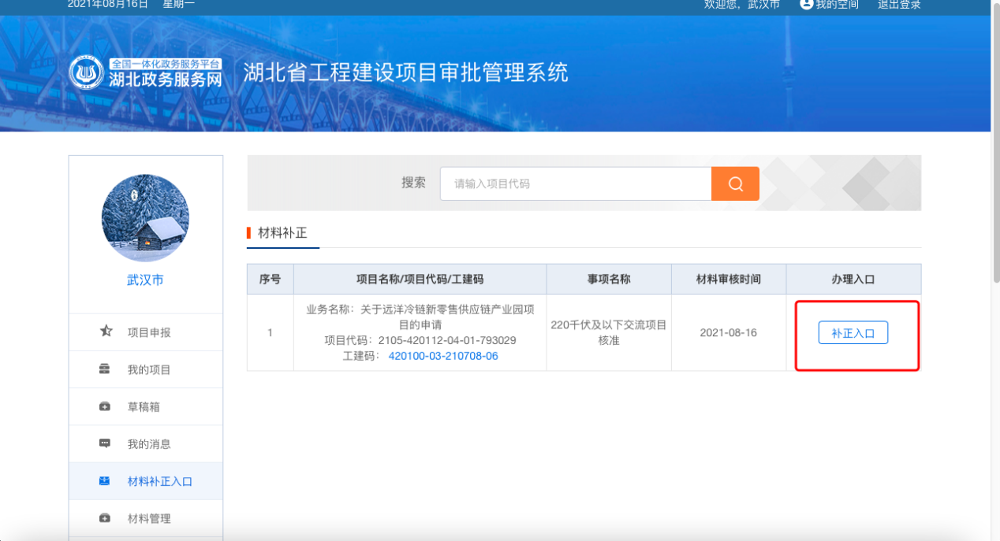 2021年08月16日 星期一 欢迎您，武汉市 我的空间 退出登录
全国一体化政务服务平台
湖北政务服务网
湖北省工程建设项目审批管理系统
搜索 请输入项目代码
武汉市
项目申报
我的项目
草稿箱
我的消息
材料补正入口
材料管理
材料补正
序号 项目名称/项目代码/工建码 事项名称 材料审核时间 办理入口
1
业务名称：关于远洋冷链新零售供应链产业园项
目的申请
项目代码：2105-420112-04-01-793029
工建码： 420100-03-210708-06
220千伏及以下交流项目
核准
2021-08-16
补正入口